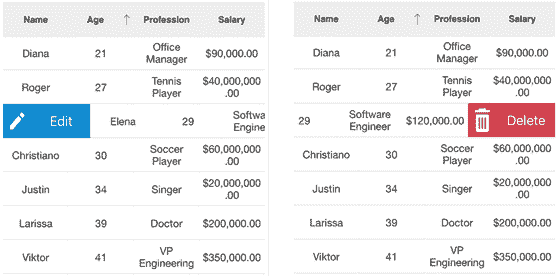 Name Age ↑ Profession Salary
Diana 21 Office Manager $90,000.00
Roger 27 Tennis Player $40,000,000.00
Edit Elena 29 Softwa Engine
Christiano 30 Soccer Player $60,000,000.00
Justin 34 Singer $20,000,000.00
Larissa 39 Doctor $200,000.00
Viktor 41 VP Engineering $350,000.00
Name Age ↑ Profession Salary
Diana 21 Office Manager $90,000.00
Roger 27 Tennis Player $40,000,000.00
29 Software Engineer $120,000.00 Delete
Christiano 30 Soccer Player $60,000,000.00
Justin 34 Singer $20,000,000.00
Larissa 39 Doctor $200,000.00
Viktor 41 VP Engineering $350,000.00